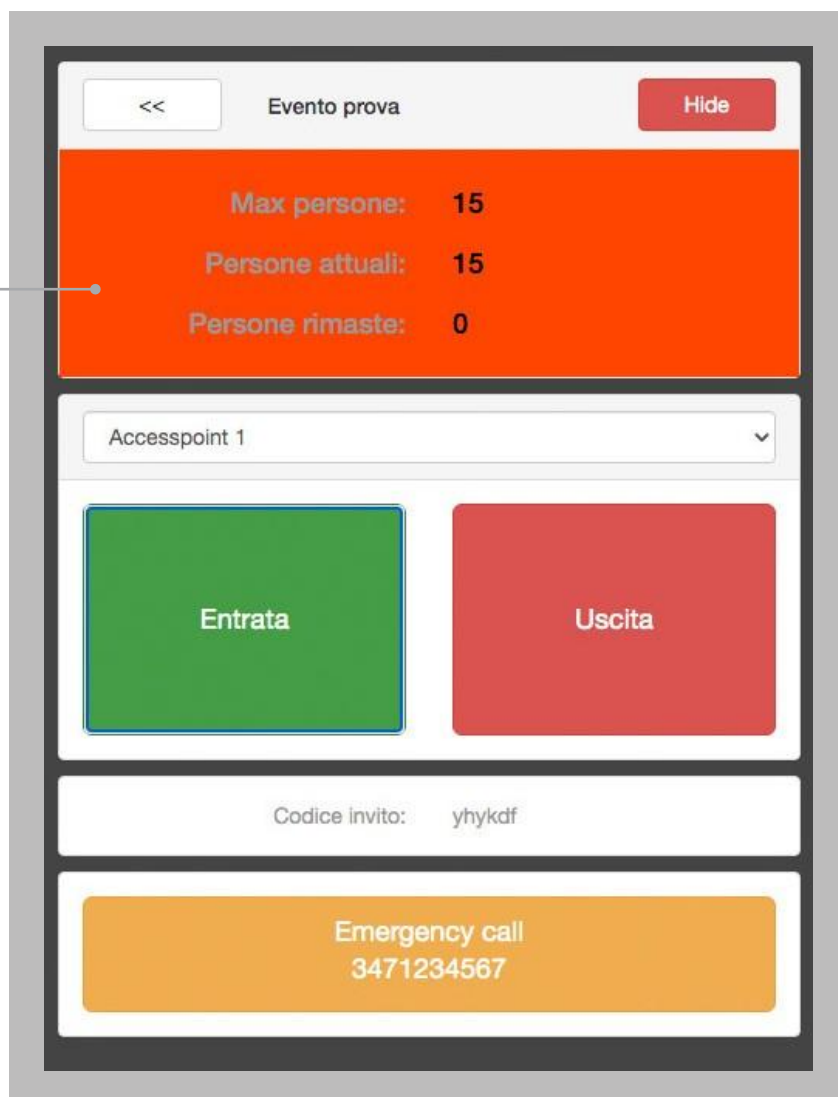 << Evento prova Hide
Max persone: 15
Persone attuali: 15
Persone rimaste: 0
Accesspoint 1
Entrata Uscita
Codice invito: yhykdf
Emergency call
3471234567